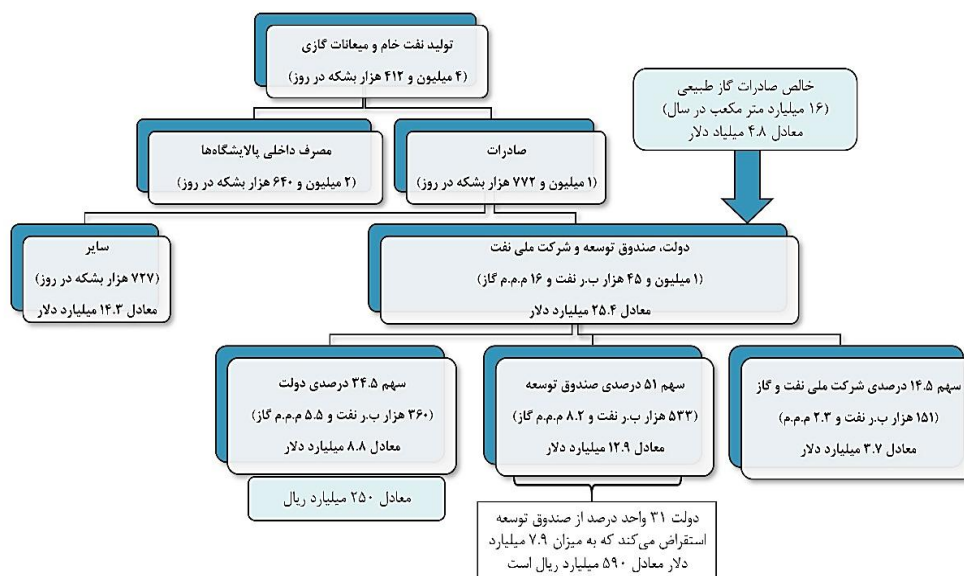 تولید نفت خام و میعانات گازی
(۴ میلیون و ۴۱۲ هزار بشکه در روز)
خالص صادرات گاز طبیعی
(۱۶ میلیارد متر مکعب در سال)
معادل ۴.۸ میلیاد دلار
صادرات
(۱ میلیون و ۷۷۲ هزار بشکه در روز)
مصرف داخلی پالایشگاه‌ها
(۲ میلیون و ۶۴۰ هزار بشکه در روز)
دولت، صندوق توسعه و شرکت ملی نفت
(۱ میلیون و ۴۵ هزار ب.ر نفت و ۱۶ م.م.م گاز)
معادل ۲۵.۴ میلیارد دلار
سایر
(۷۲۷ هزار بشکه در روز)
معادل ۱۴.۳ میلیارد دلار
سهم ۱۴.۵ درصدی شرکت ملی نفت و گاز
(۱۵۱ هزار ب.ر نفت و ۲.۳ م.م.م)
معادل ۳.۷ میلیارد دلار
سهم ۵۱ درصدی صندوق توسعه
(۵۳۳ هزار ب.ر نفت و ۸.۲ م.م.م گاز)
معادل ۱۲.۹ میلیارد دلار
سهم ۳۴.۵ درصدی دولت
(۳۶۰ هزار ب.ر نفت و ۵.۵ م.م.م گاز)
معادل ۸.۸ میلیارد دلار
معادل ۲۵۰ میلیارد ریال
دولت ۳۱ واحد درصد از صندوق توسعه
استقراض می‌کند که به میزان ۷.۹ میلیارد
دلار معادل ۵۹۰ میلیارد ریال است